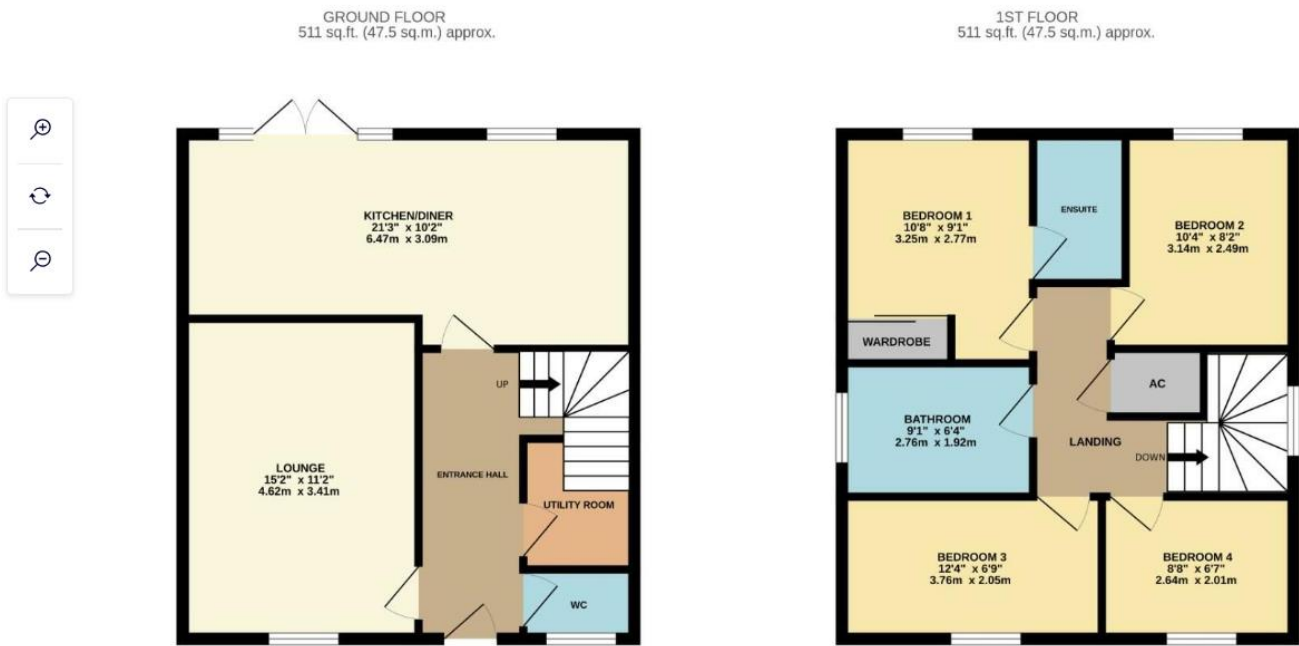 GROUND FLOOR
511 sq.ft. (47.5 sq.m.) approx.
KITCHEN/DINER
21'3" x 10'2"
6.47m x 3.09m
UP
LOUNGE
15'2" x 11'2"
4.62m x 3.41m
ENTRANCE HALL
UTILITY ROOM
WC
1ST FLOOR
511 sq.ft. (47.5 sq.m.) approx.
BEDROOM 1
10'8" x 9'1"
3.25m x 2.77m
ENSUITE
BEDROOM 2
10'4" x 8'2"
3.14m x 2.49m
WARDROBE
AC
BATHROOM
9'1" x 6'4"
2.76m x 1.92m
LANDING
DOWN
BEDROOM 3
12'4" x 6'9"
3.76m x 2.05m
BEDROOM 4
8'8" x 6'7"
2.64m x 2.01m